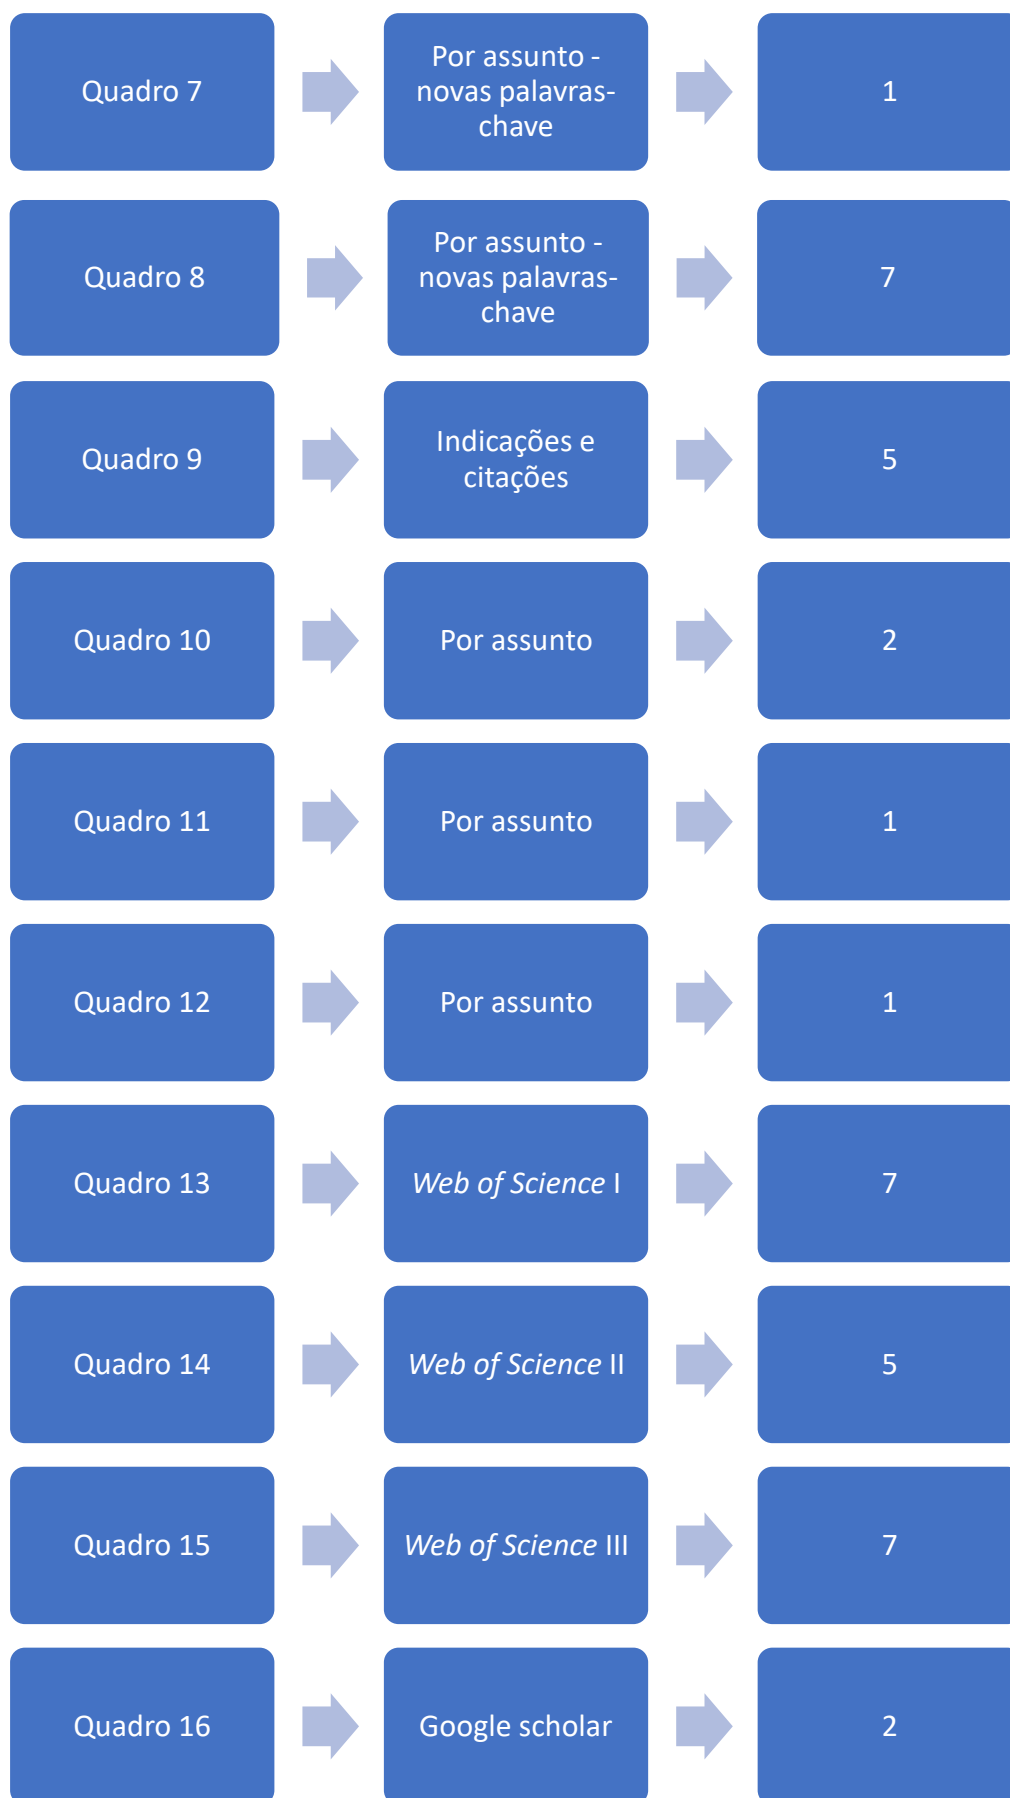 Quadro 7
Por assunto -
novas palavras-
chave
1
Quadro 8
Por assunto -
novas palavras-
chave
7
Quadro 9
Indicações e
citações
5
Quadro 10
Por assunto
2
Quadro 11
Por assunto
1
Quadro 12
Por assunto
1
Quadro 13
Web of Science I
7
Quadro 14
Web of Science II
5
Quadro 15
Web of Science III
7
Quadro 16
Google scholar
2